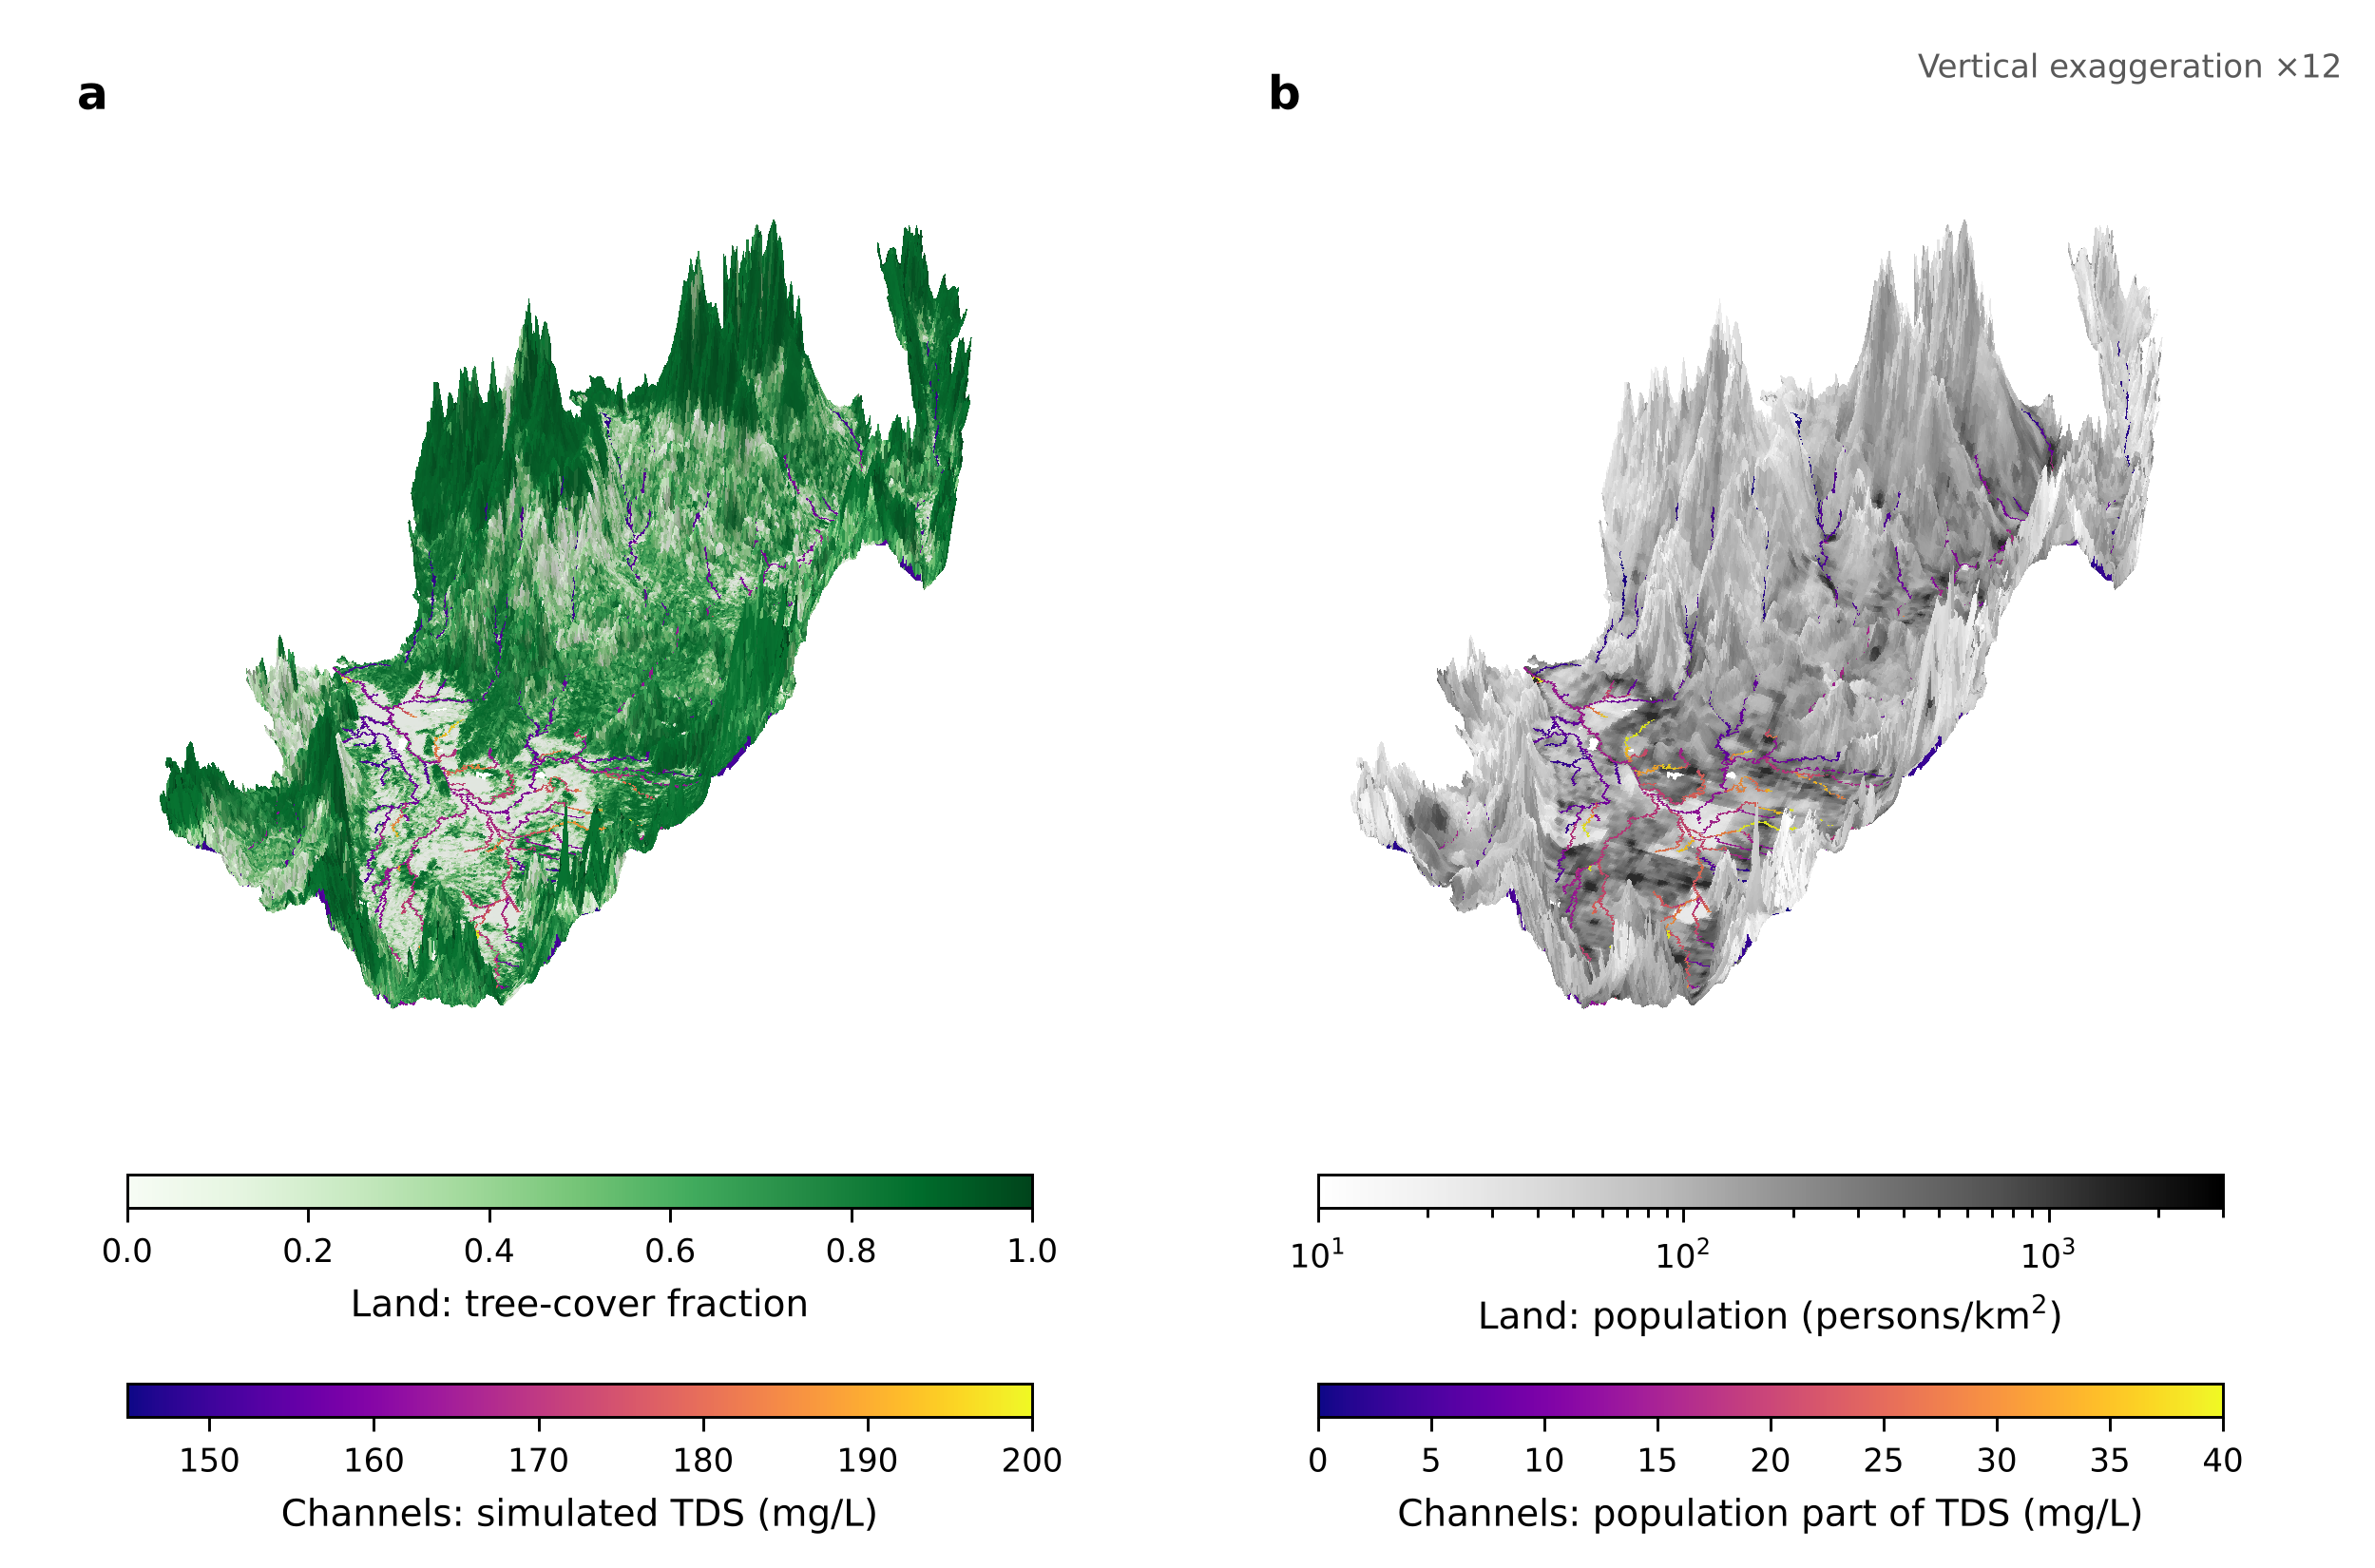 Vertical exaggeration ×12
a
b
0.0 0.2 0.4 0.6 0.8 1.0
Land: tree-cover fraction
150 160 170 180 190 200
Channels: simulated TDS (mg/L)
10¹ 10² 10³
Land: population (persons/km²)
0 5 10 15 20 25 30 35 40
Channels: population part of TDS (mg/L)